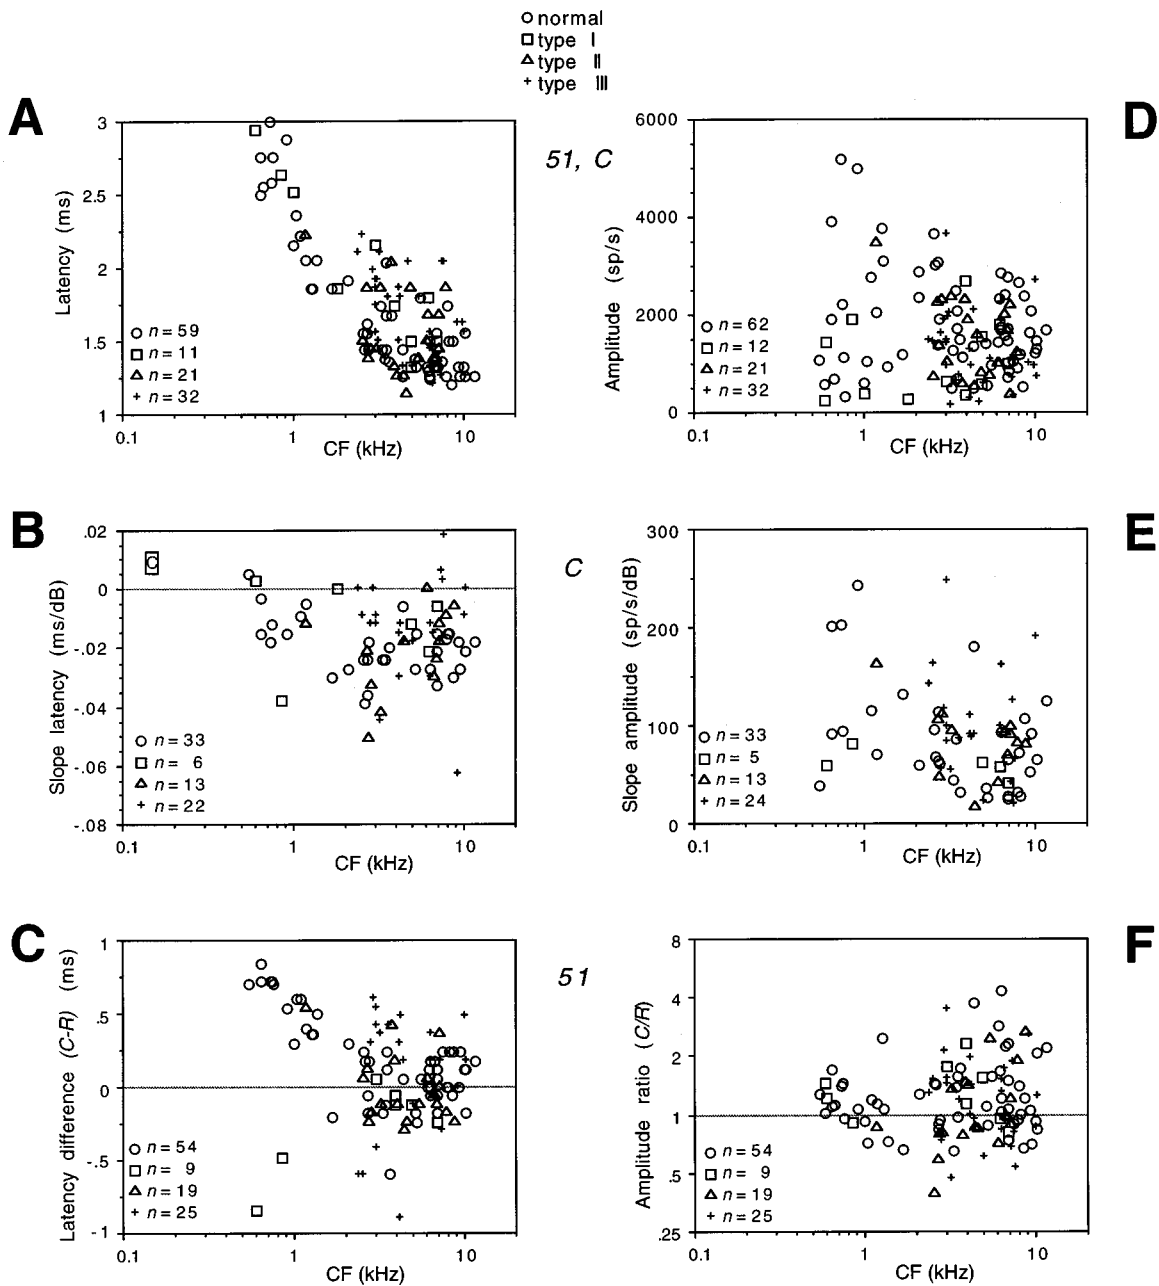 ○ normal
□ type I
△ type II
+ type III
A
3
2.5
2
1.5
1
Latency (ms)
○ n = 59
□ n = 11
△ n = 21
+ n = 32
0.1
1
10
CF (kHz)
51, C
D
6000
4000
2000
0
Amplitude (sp/s)
○ n = 62
□ n = 12
△ n = 21
+ n = 32
0.1
1
10
CF (kHz)
B
.02
0
-.02
-.04
-.06
-.08
Slope latency (ms/dB)
○ n = 33
□ n = 6
△ n = 13
+ n = 22
0.1
1
10
CF (kHz)
C
E
300
200
100
0
Slope amplitude (sp/s/dB)
○ n = 33
□ n = 5
△ n = 13
+ n = 24
0.1
1
10
CF (kHz)
C
1
.5
0
-.5
-1
Latency difference (C-R) (ms)
○ n = 54
□ n = 9
△ n = 19
+ n = 25
0.1
1
10
CF (kHz)
51
F
8
4
2
1
.5
.25
Amplitude ratio (C/R)
○ n = 54
□ n = 9
△ n = 19
+ n = 25
0.1
1
10
CF (kHz)